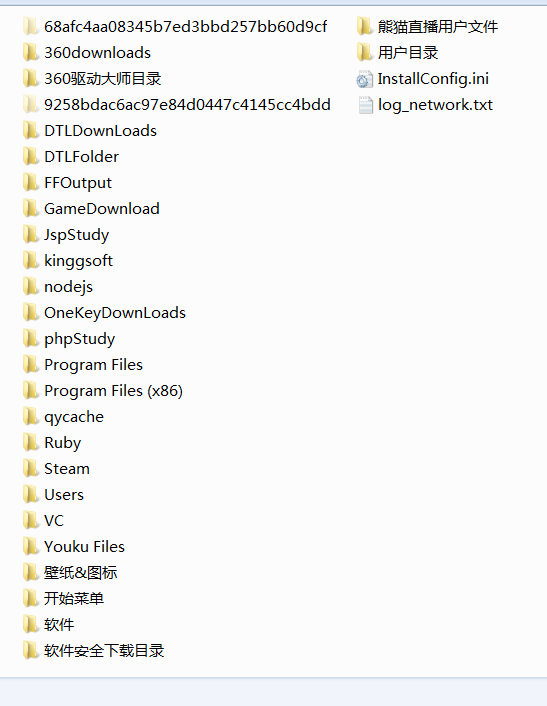 68afc4aa08345b7ed3bbd257bb60d9cf
360downloads
360驱动大师目录
9258bdac6ac97e84d0447c4145cc4bdd
DTLDownLoads
DTLFolder
FFOutput
GameDownload
JspStudy
kinggsoft
nodejs
OneKeyDownLoads
phpStudy
Program Files
Program Files (x86)
qycache
Ruby
Steam
Users
VC
Youku Files
壁纸&图标
开始菜单
软件
软件安全下载目录
熊猫直播用户文件
用户目录
InstallConfig.ini
log_network.txt